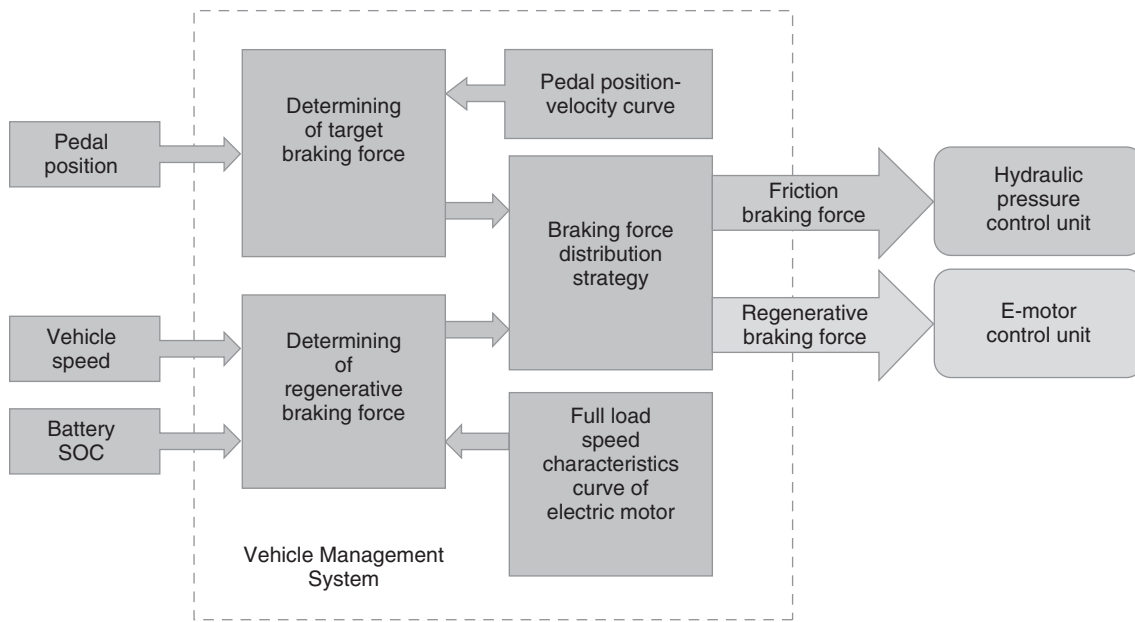 Pedal
position
Determining
of target
braking force
Pedal position-
velocity curve
Braking force
distribution
strategy
Friction
braking force
Hydraulic
pressure
control unit
Vehicle
speed
Battery
SOC
Determining
of
regenerative
braking force
Regenerative
braking force
E-motor
control unit
Full load
speed
characteristics
curve of
electric motor
Vehicle Management
System